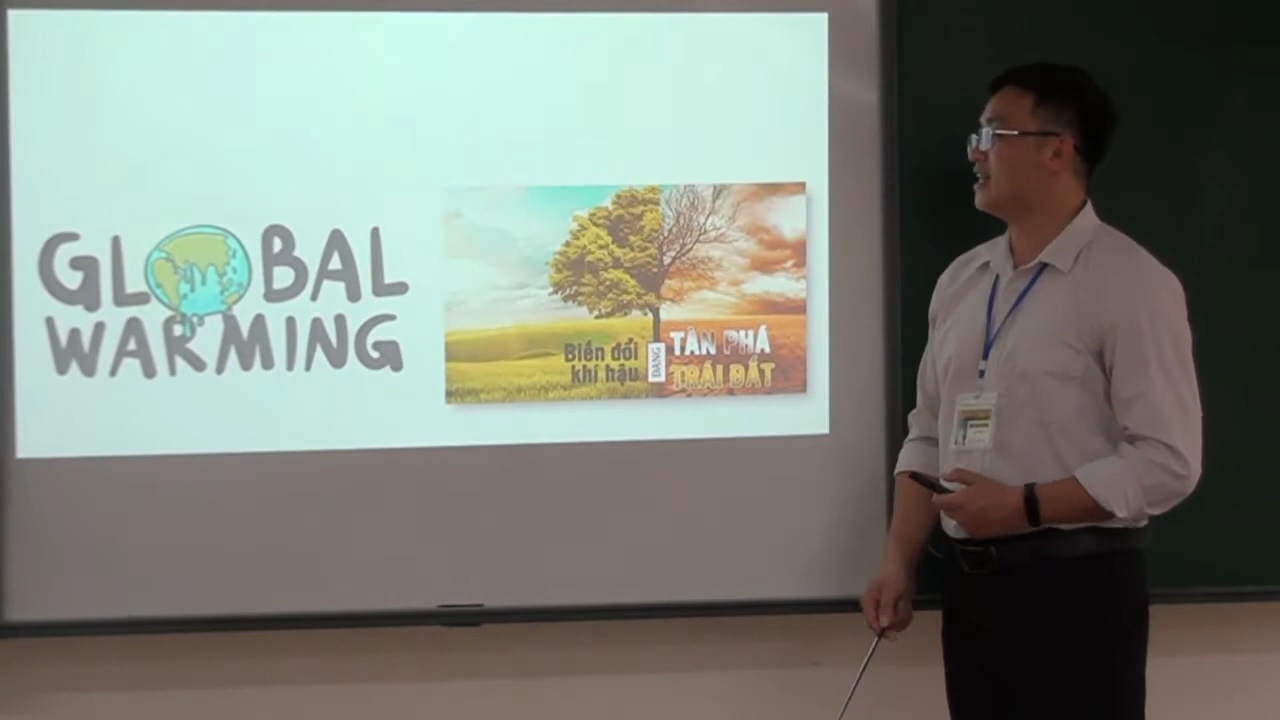 GLOBAL
WARMING
Biến đổi
khí hậu
ĐANG
TÀN PHÁ
TRÁI ĐẤT